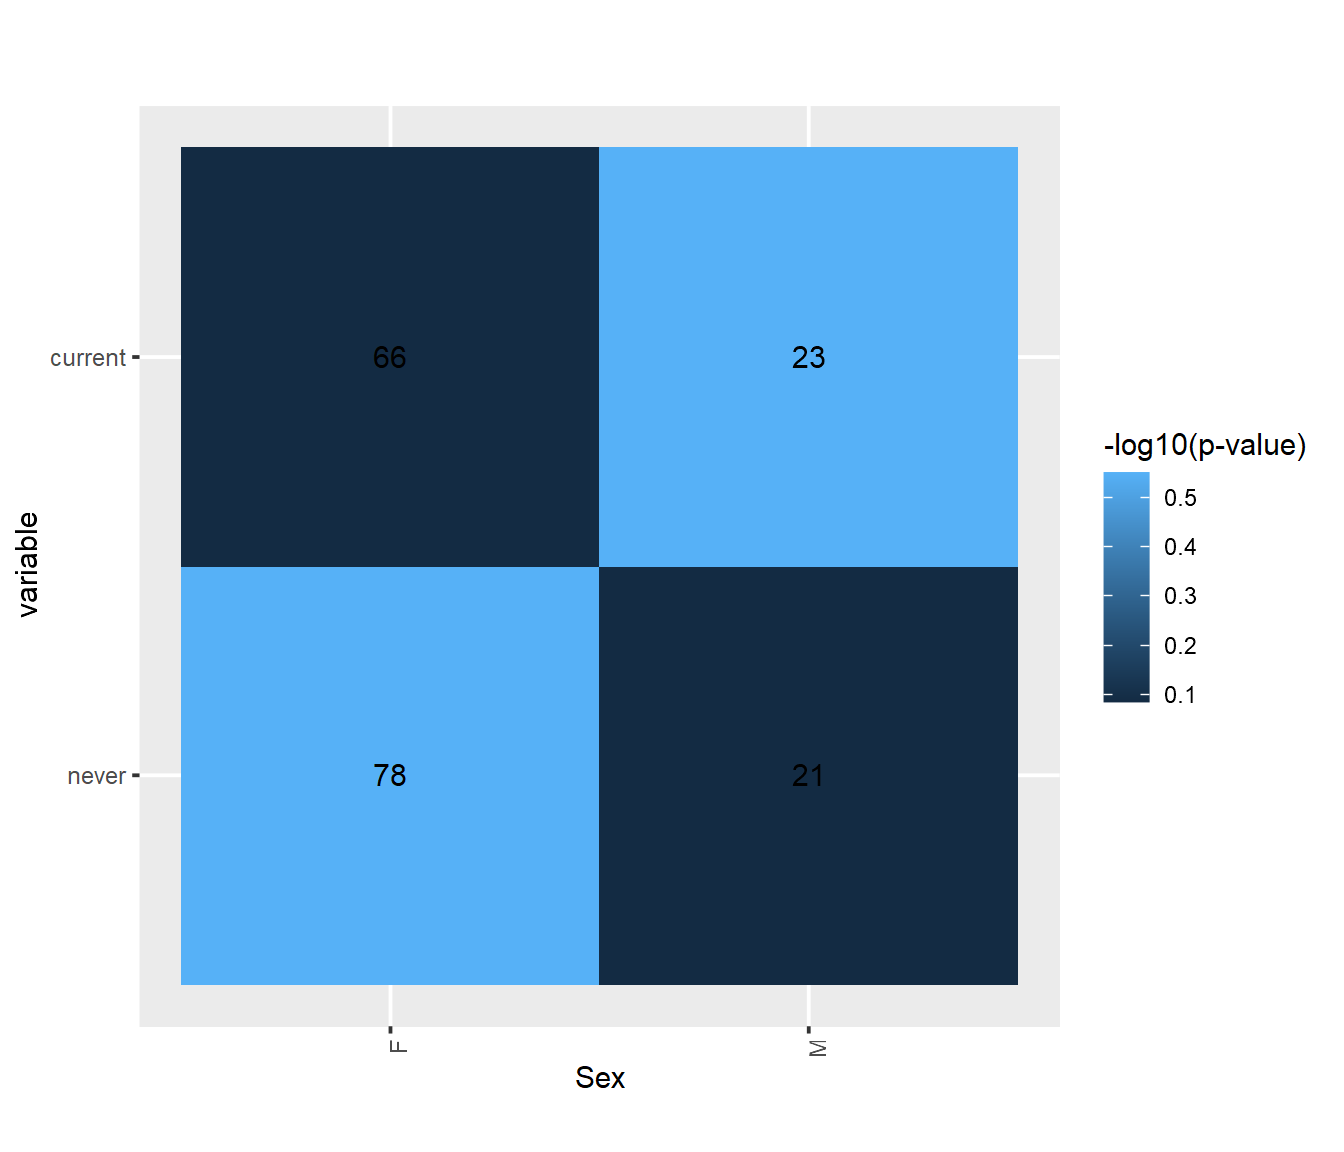 current
never
variable
66
23
78
21
F
M
Sex
-log10(p-value)
0.5
0.4
0.3
0.2
0.1